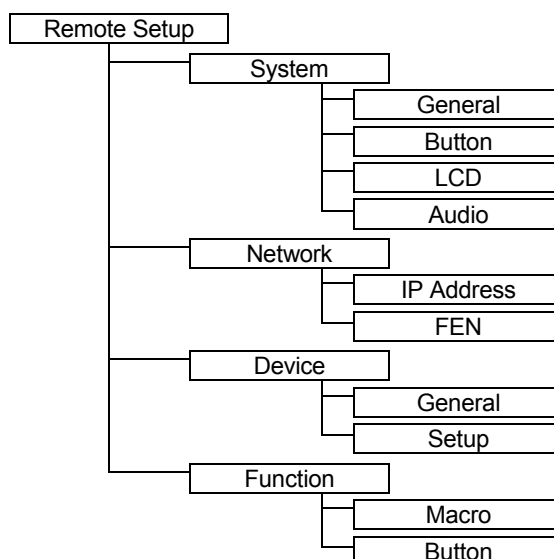 Remote Setup
System
General
Button
LCD
Audio
Network
IP Address
FEN
Device
General
Setup
Function
Macro
Button